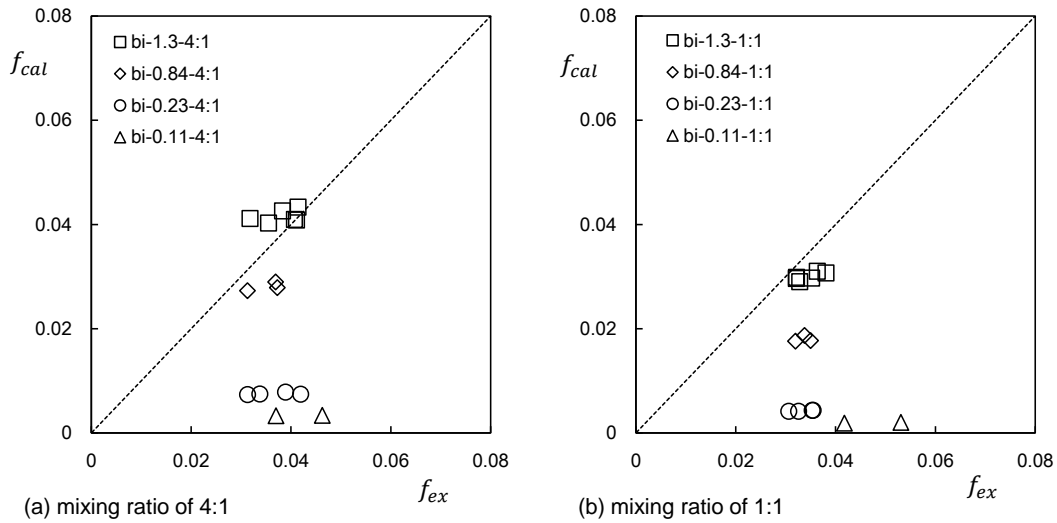 0.08
f_cal
0.06
0.04
0.02
0
bi-1.3-4:1
bi-0.84-4:1
bi-0.23-4:1
bi-0.11-4:1
0 0.02 0.04 0.06 0.08
f_ex
(a) mixing ratio of 4:1
0.08
f_cal
0.06
0.04
0.02
0
bi-1.3-1:1
bi-0.84-1:1
bi-0.23-1:1
bi-0.11-1:1
0 0.02 0.04 0.06 0.08
f_ex
(b) mixing ratio of 1:1